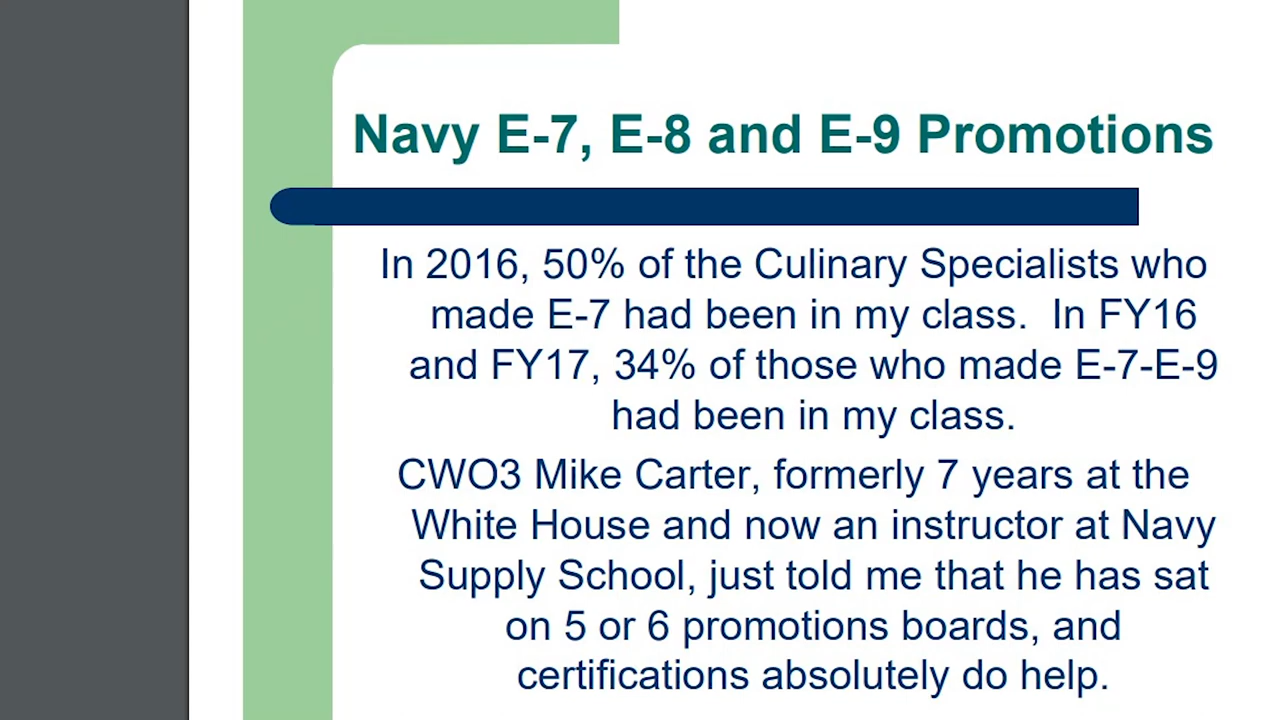 Navy E-7, E-8 and E-9 Promotions
In 2016, 50% of the Culinary Specialists who
made E-7 had been in my class.  In FY16
and FY17, 34% of those who made E-7-E-9
had been in my class.
CWO3 Mike Carter, formerly 7 years at the
White House and now an instructor at Navy
Supply School, just told me that he has sat
on 5 or 6 promotions boards, and
certifications absolutely do help.